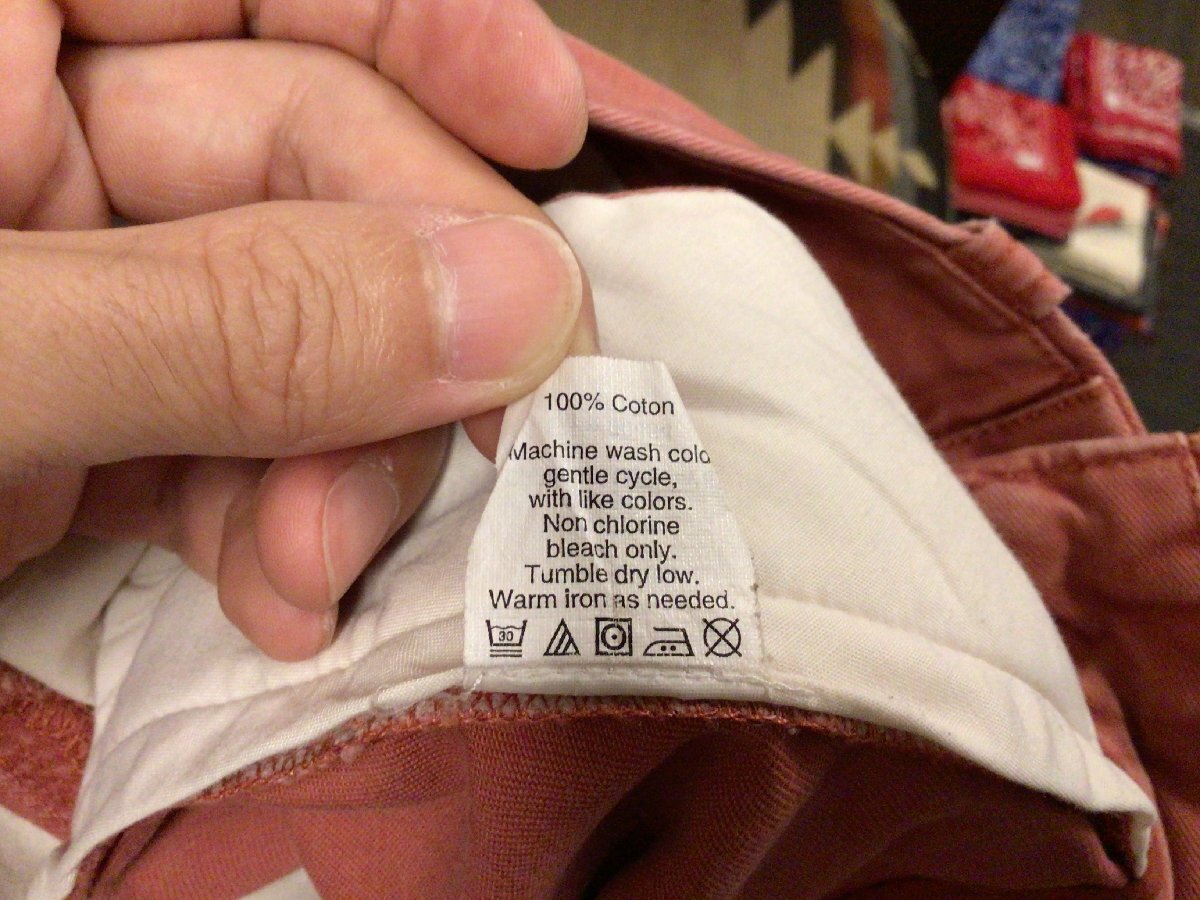 100% Coton
Machine wash cold
gentle cycle,
with like colors.
Non chlorine
bleach only.
Tumble dry low.
Warm iron as needed.
30